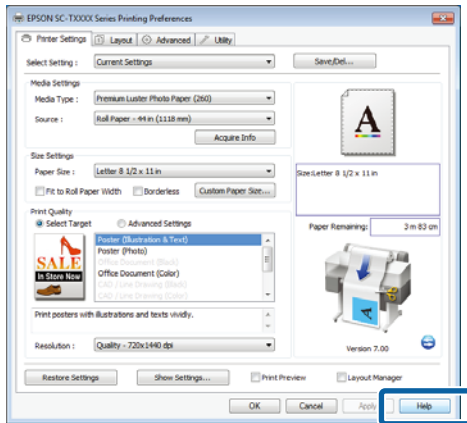 EPSON SC-TXXXX Series Printing Preferences
Printer Settings Layout Advanced Utility
Select Setting : Current Settings Save/Del...
Media Settings
Media Type : Premium Luster Photo Paper (260)
Source : Roll Paper - 44 in (1118 mm)
Acquire Info
Size Settings
Paper Size : Letter 8 1/2 x 11 in
Fit to Roll Paper Width Borderless Custom Paper Size...
Print Quality
Select Target Advanced Settings
SALE
In Store Now
Poster (Illustration & Text)
Poster (Photo)
Office Document (Black)
Office Document (Color)
CAD / Line Drawing (Black)
CAD / Line Drawing (Color)
Print posters with illustrations and texts vividly.
Resolution : Quality - 720x1440 dpi
A
Size:Letter 8 1/2 x 11 in
Paper Remaining: 3 m 83 cm
A
Version 7.00
Restore Settings Show Settings... Print Preview Layout Manager
OK Cancel Apply Help